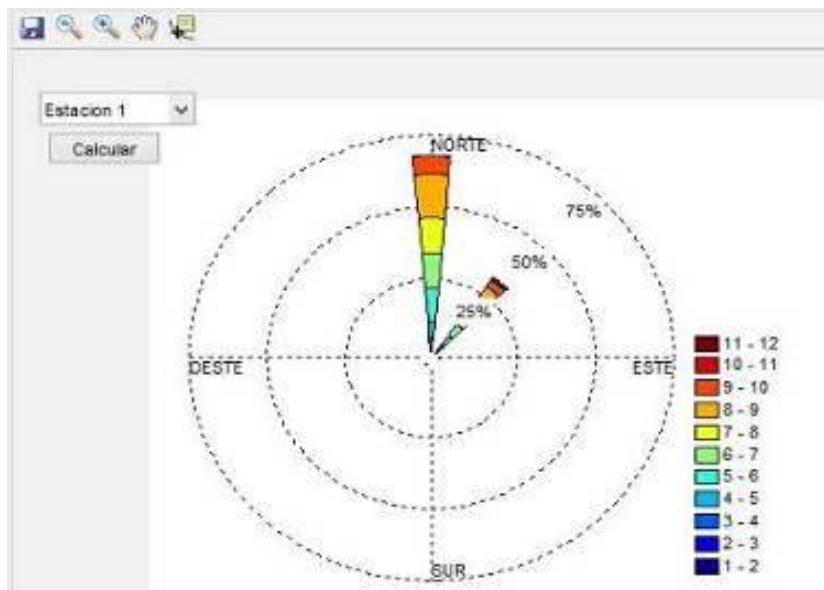 Estacion 1
Calcular
NORTE
75%
50%
25%
OESTE
ESTE
SUR
11 - 12
10 - 11
9 - 10
8 - 9
7 - 8
6 - 7
5 - 6
4 - 5
3 - 4
2 - 3
1 - 2